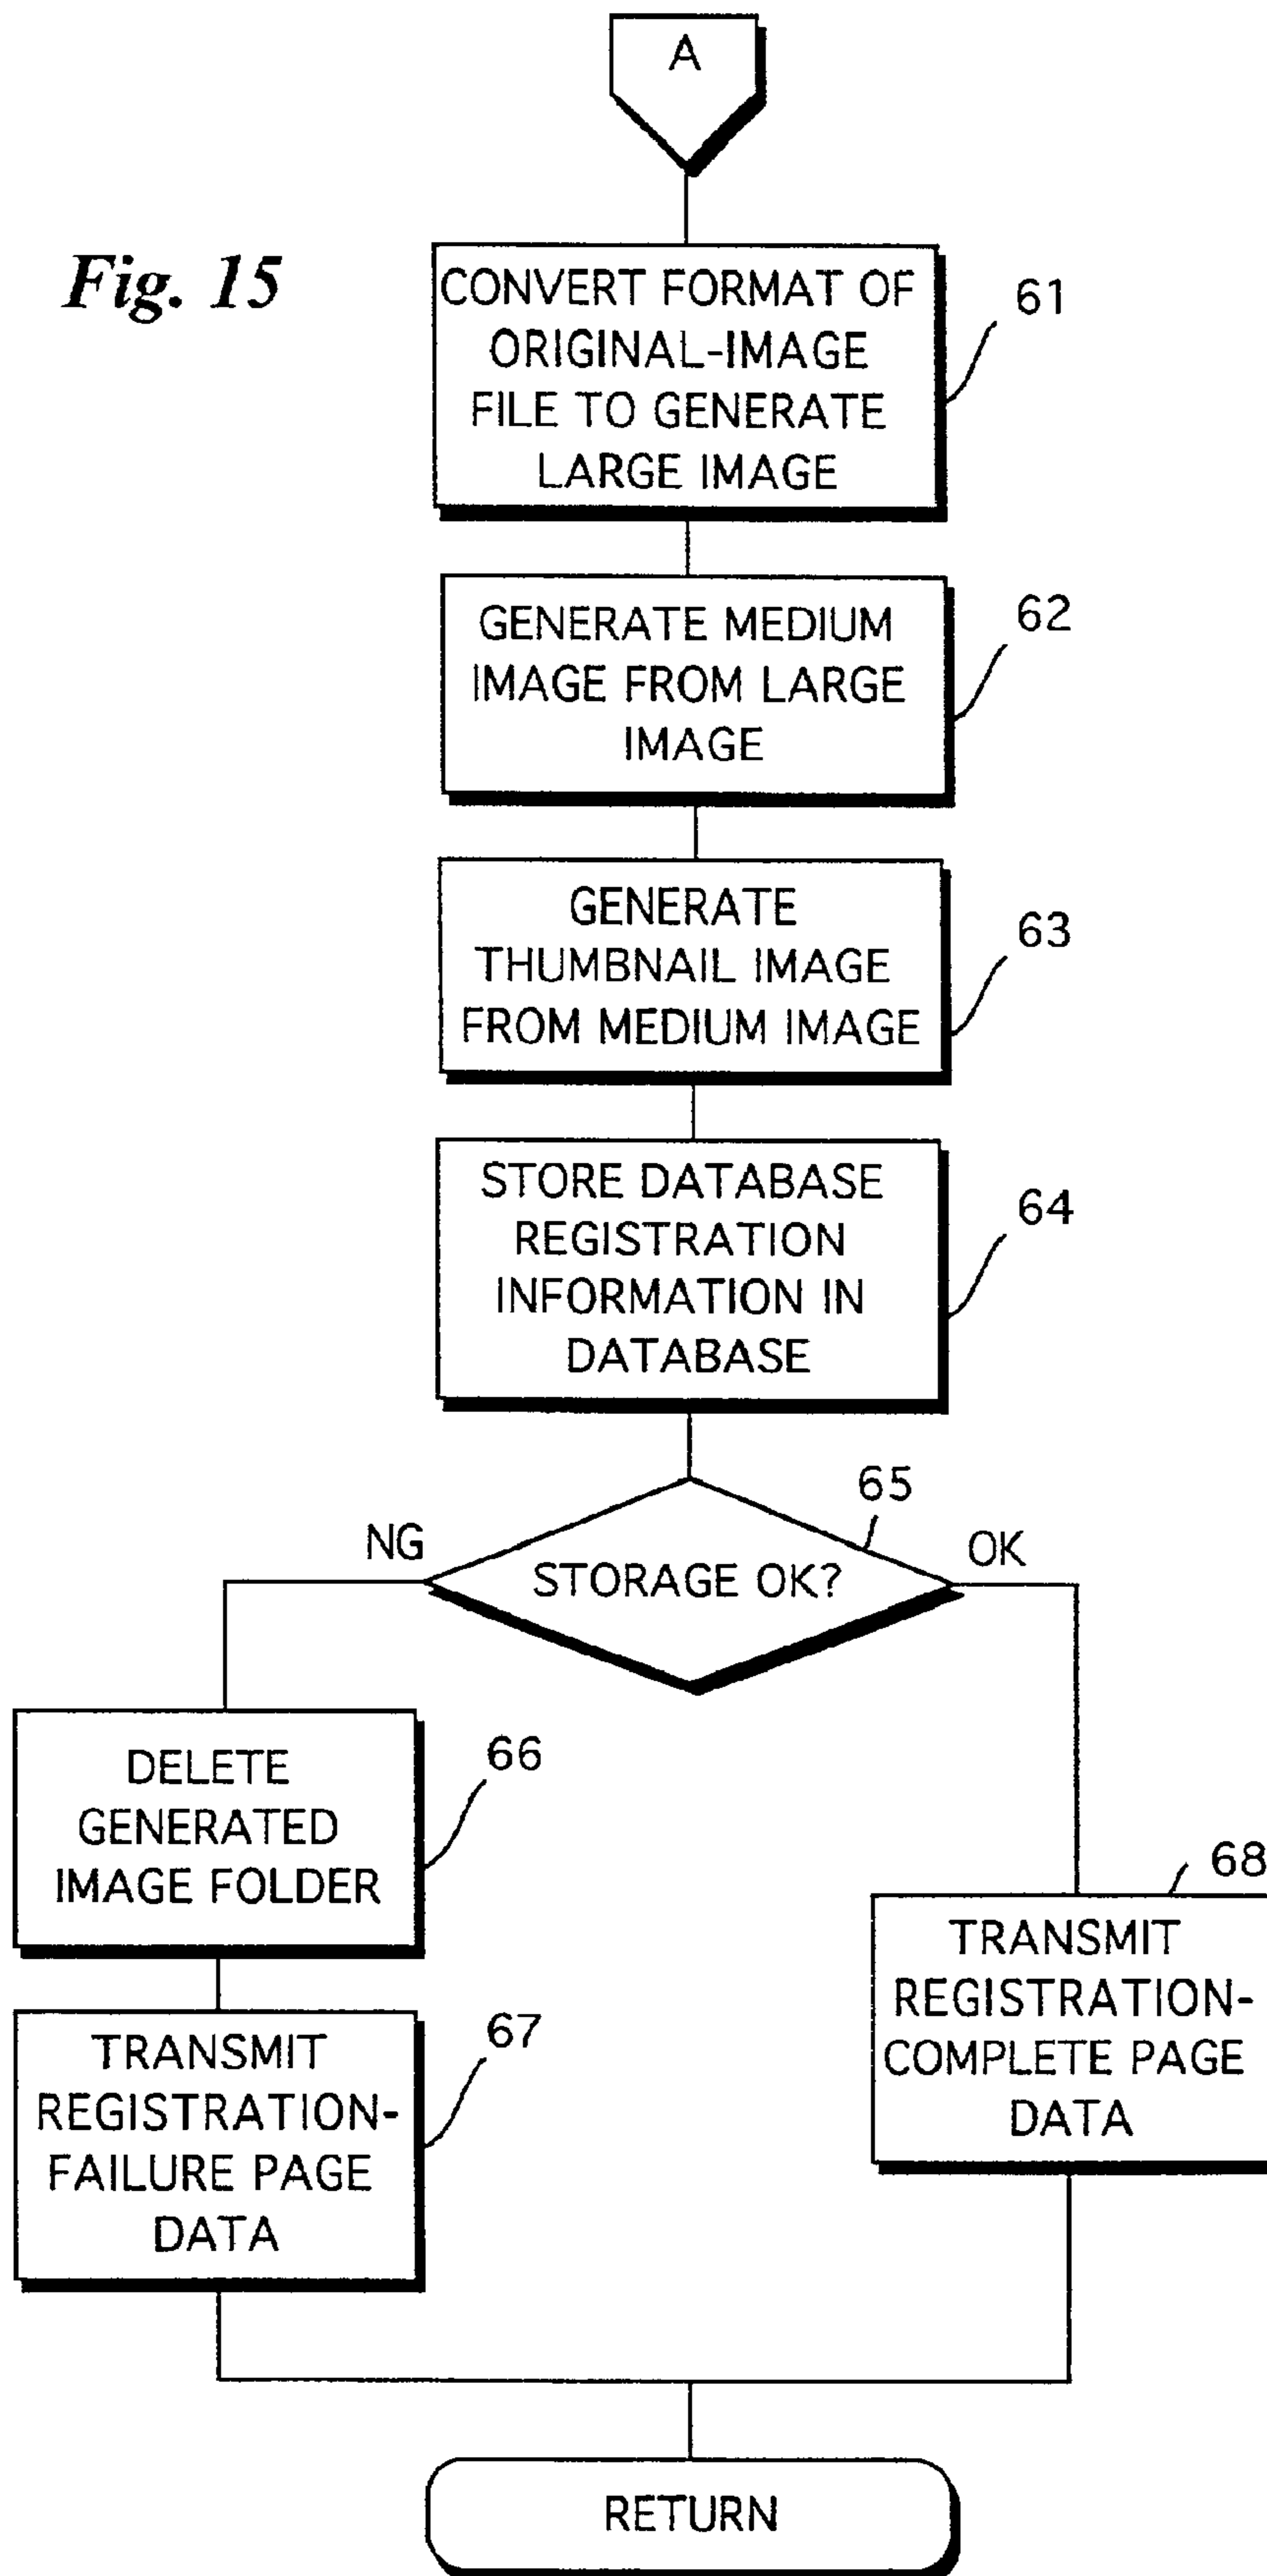 A
Fig. 15
CONVERT FORMAT OF
ORIGINAL-IMAGE
FILE TO GENERATE
LARGE IMAGE
61
GENERATE MEDIUM
IMAGE FROM LARGE
IMAGE
62
GENERATE
THUMBNAIL IMAGE
FROM MEDIUM IMAGE
63
STORE DATABASE
REGISTRATION
INFORMATION IN
DATABASE
64
65
NG
STORAGE OK?
OK
DELETE
GENERATED
IMAGE FOLDER
66
TRANSMIT
REGISTRATION-
FAILURE PAGE
DATA
67
68
TRANSMIT
REGISTRATION-
COMPLETE PAGE
DATA
RETURN